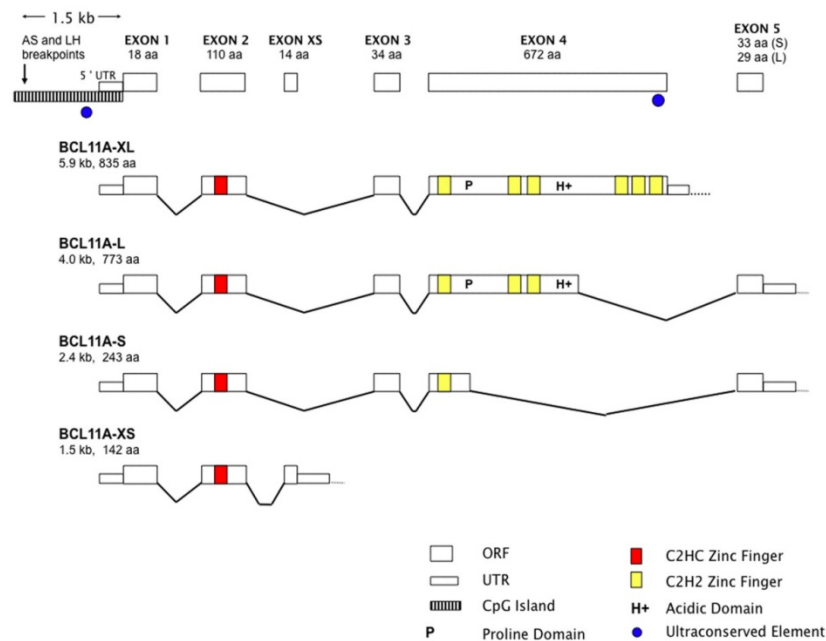 1.5 kb
AS and LH
breakpoints
5 ' UTR
EXON 1
18 aa
EXON 2
110 aa
EXON XS
14 aa
EXON 3
34 aa
EXON 4
672 aa
EXON 5
33 aa (S)
29 aa (L)
BCL11A-XL
5.9 kb, 835 aa
P
H+
BCL11A-L
4.0 kb, 773 aa
P
H+
BCL11A-S
2.4 kb, 243 aa
BCL11A-XS
1.5 kb, 142 aa
ORF
UTR
CpG Island
P Proline Domain
C2HC Zinc Finger
C2H2 Zinc Finger
H+ Acidic Domain
Ultraconserved Element